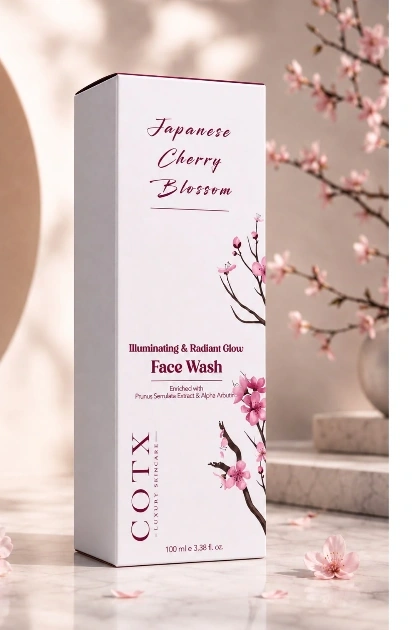 Japanese
Cherry
Blossom
Illuminating & Radiant Glow
Face Wash
Enriched with
Prunus Serrulata Extract & Alpha Arbutin
COTX
LUXURY SKINCARE
100 ml e 3.38 fl. oz.